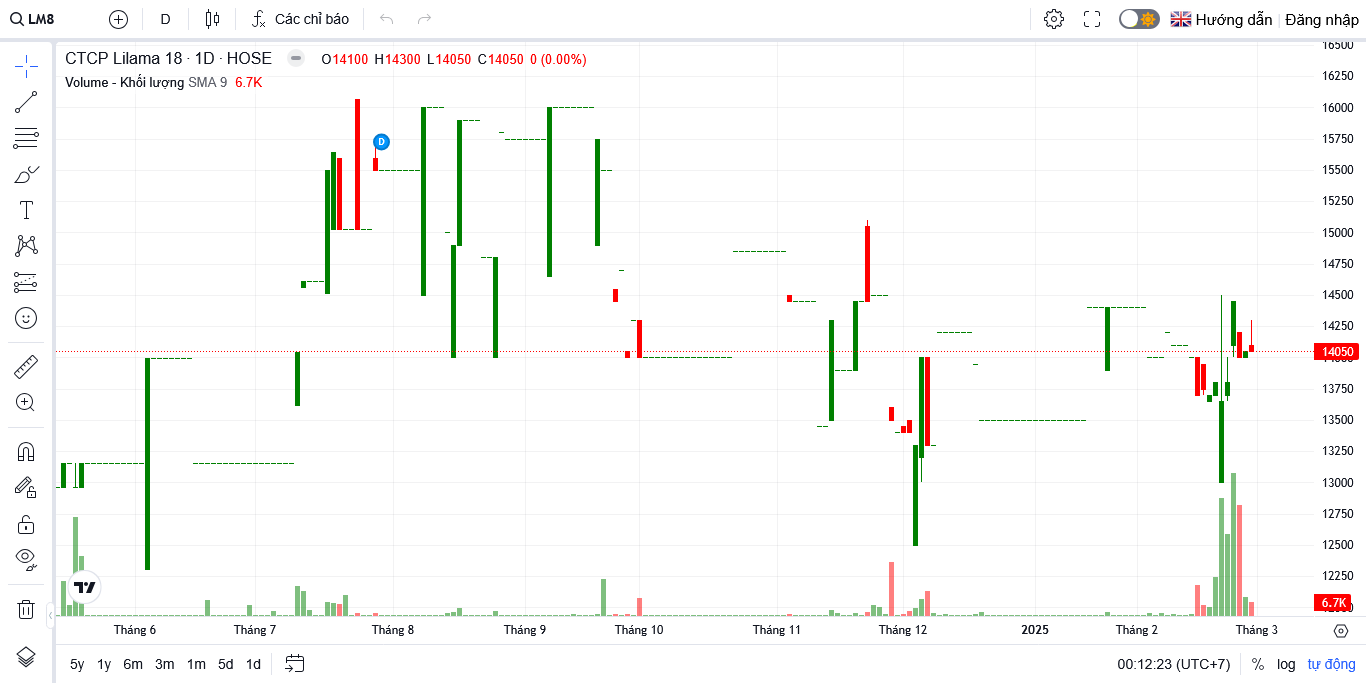 LM8 D Các chỉ báo Hướng dẫn Đăng nhập
CTCP Lilama 18 · 1D · HOSE O14100 H14300 L14050 C14050 0 (0.00%)
Volume - Khối lượng SMA 9 6.7K
D
16500
16250
16000
15750
15500
15250
15000
14750
14500
14250
14050
13750
13500
13250
13000
12750
12500
12250
6.7K
Tháng 6 Tháng 7 Tháng 8 Tháng 9 Tháng 10 Tháng 11 Tháng 12 2025 Tháng 2 Tháng 3
5y 1y 6m 3m 1m 5d 1d 00:12:23 (UTC+7) % log tự động